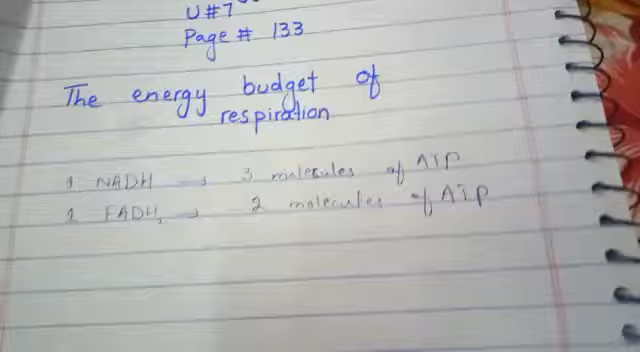 U#7
Page # 133
The energy budget of
respiration
1 NADH → 3 molecules of ATP
1 FADH₂ → 2 molecules of ATP